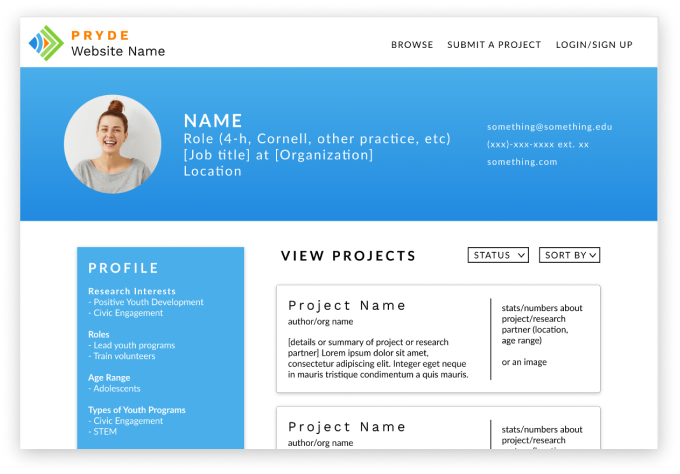 PRYDE
Website Name
BROWSE SUBMIT A PROJECT LOGIN/SIGN UP
NAME
Role (4-h, Cornell, other practice, etc)
[Job title] at [Organization]
Location
something@something.edu
(xxx)-xxx-xxxx ext. xx
something.com
PROFILE
Research Interests
- Positive Youth Development
- Civic Engagement
Roles
- Lead youth programs
- Train volunteers
Age Range
- Adolescents
Types of Youth Programs
- Civic Engagement
- STEM
VIEW PROJECTS
STATUS
SORT BY
Project Name
author/org name
[details or summary of project or research
partner] Lorem ipsum dolor sit amet,
consectetur adipiscing elit. Integer eget neque
in mauris tristique condimentum a quis mauris.
stats/numbers about
project/research
partner (location,
age range)
or an image
Project Name
author/org name
stats/numbers about
project/research